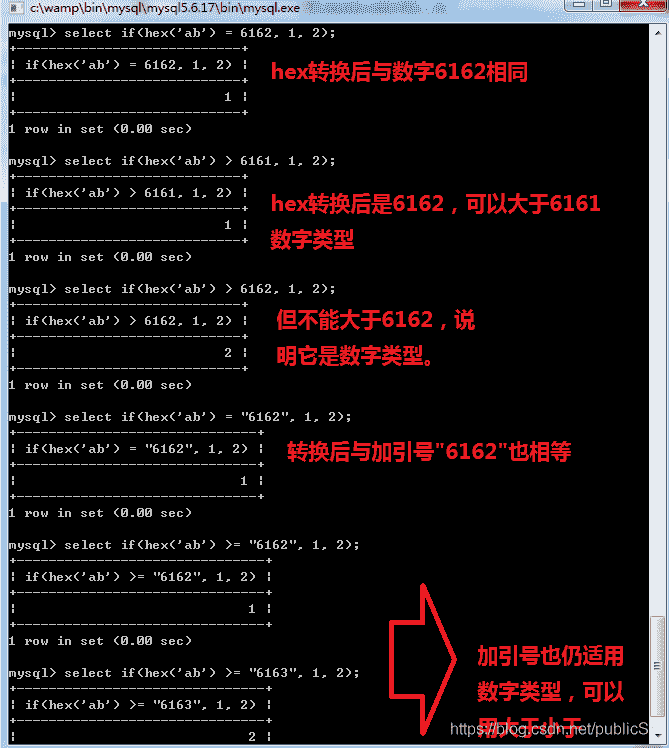 c:\wamp\bin\mysql\mysql5.6.17\bin\mysql.exe
mysql> select if(hex('ab') = 6162, 1, 2);
+----------------------------+
| if(hex('ab') = 6162, 1, 2) |
+----------------------------+
| 1 |
+----------------------------+
1 row in set (0.00 sec)
hex转换后与数字6162相同
mysql> select if(hex('ab') > 6161, 1, 2);
+----------------------------+
| if(hex('ab') > 6161, 1, 2) |
+----------------------------+
| 1 |
+----------------------------+
1 row in set (0.00 sec)
hex转换后是6162，可以大于6161
数字类型
mysql> select if(hex('ab') > 6162, 1, 2);
+----------------------------+
| if(hex('ab') > 6162, 1, 2) |
+----------------------------+
| 2 |
+----------------------------+
1 row in set (0.00 sec)
但不能大于6162，说
明它是数字类型。
mysql> select if(hex('ab') = "6162", 1, 2);
+------------------------------+
| if(hex('ab') = "6162", 1, 2) |
+------------------------------+
| 1 |
+------------------------------+
1 row in set (0.00 sec)
转换后与加引号"6162"也相等
mysql> select if(hex('ab') >= "6162", 1, 2);
+-------------------------------+
| if(hex('ab') >= "6162", 1, 2) |
+-------------------------------+
| 1 |
+-------------------------------+
1 row in set (0.00 sec)
mysql> select if(hex('ab') >= "6163", 1, 2);
+-------------------------------+
| if(hex('ab') >= "6163", 1, 2) |
+-------------------------------+
| 2 |
加引号也仍适用
数字类型，可以
用大于小于
https://blog.csdn.net/publicS